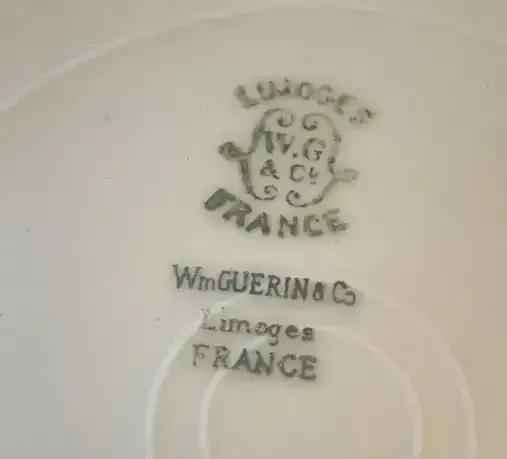 LIMOGES
W.G
& Co
FRANCE
WmGUERIN & Co
Limoges
FRANCE